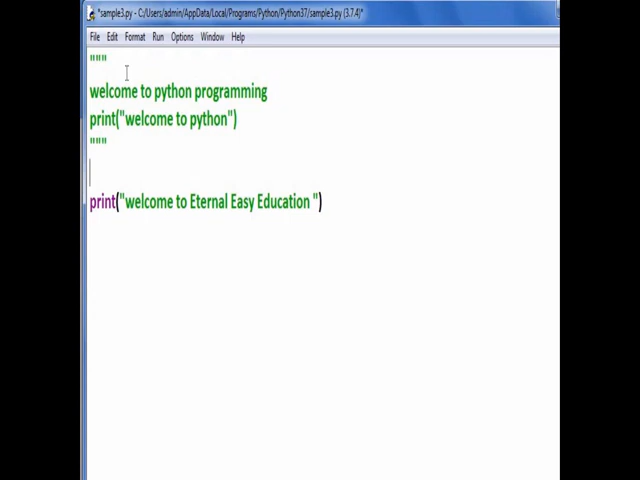 *sample3.py - C:/Users/admin/AppData/Local/Programs/Python/Python37/sample3.py (3.7.4)*
File Edit Format Run Options Window Help
"""
welcome to python programming
print("welcome to python")
"""
print("welcome to Eternal Easy Education ")